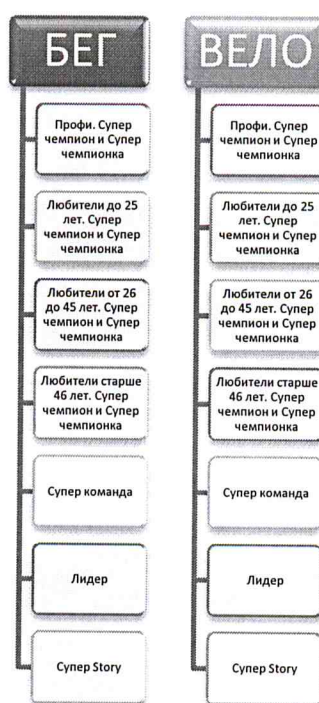 БЕГ
Профи. Супер
чемпион и Супер
чемпионка
Любители до 25
лет. Супер
чемпион и Супер
чемпионка
Любители от 26
до 45 лет. Супер
чемпион и Супер
чемпионка
Любители старше
46 лет. Супер
чемпион и Супер
чемпионка
Супер команда
Лидер
Супер Story
ВЕЛО
Профи. Супер
чемпион и Супер
чемпионка
Любители до 25
лет. Супер
чемпион и Супер
чемпионка
Любители от 26
до 45 лет. Супер
чемпион и Супер
чемпионка
Любители старше
46 лет. Супер
чемпион и Супер
чемпионка
Супер команда
Лидер
Супер Story